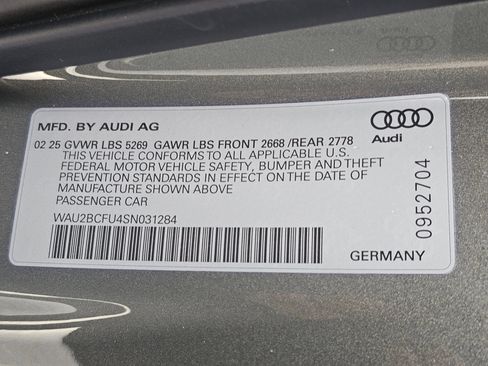 MFD. BY AUDI AG
02 25 GVWR LBS 5269 GAWR LBS FRONT 2668 /REAR 2778
THIS VEHICLE CONFORMS TO ALL APPLICABLE U.S.
FEDERAL MOTOR VEHICLE SAFETY, BUMPER AND THEFT
PREVENTION STANDARDS IN EFFECT ON THE DATE OF
MANUFACTURE SHOWN ABOVE
PASSENGER CAR
WAU2BCFU4SN031284
GERMANY
Audi
0952704